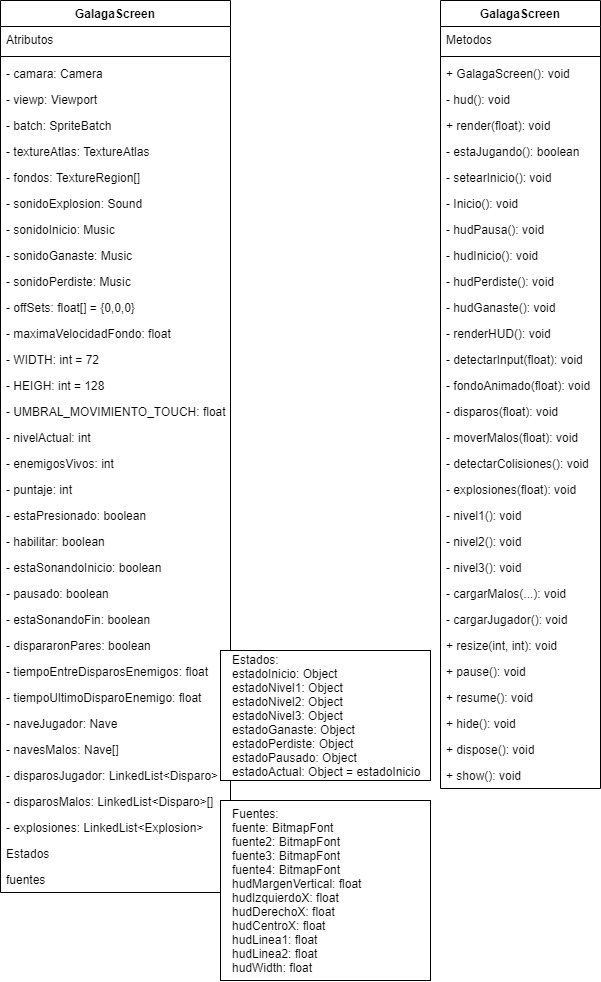 GalagaScreen
Atributos
- camara: Camera
- viewp: Viewport
- batch: SpriteBatch
- textureAtlas: TextureAtlas
- fondos: TextureRegion[]
- sonidoExplosion: Sound
- sonidoInicio: Music
- sonidoGanaste: Music
- sonidoPerdiste: Music
- offSets: float[] = {0,0,0}
- maximaVelocidadFondo: float
- WIDTH: int = 72
- HEIGH: int = 128
- UMBRAL_MOVIMIENTO_TOUCH: float
- nivelActual: int
- enemigosVivos: int
- puntaje: int
- estaPresionado: boolean
- habilitar: boolean
- estaSonandoInicio: boolean
- pausado: boolean
- estaSonandoFin: boolean
- dispararonPares: boolean
- tiempoEntreDisparosEnemigos: float
- tiempoUltimoDisparoEnemigo: float
- naveJugador: Nave
- navesMalos: Nave[]
- disparosJugador: LinkedList<Disparo>
- disparosMalos: LinkedList<Disparo>[]
- explosiones: LinkedList<Explosion>
Estados
fuentes
Estados:
estadoInicio: Object
estadoNivel1: Object
estadoNivel2: Object
estadoNivel3: Object
estadoGanaste: Object
estadoPerdiste: Object
estadoPausado: Object
estadoActual: Object = estadoInicio
Fuentes:
fuente: BitmapFont
fuente2: BitmapFont
fuente3: BitmapFont
fuente4: BitmapFont
hudMargenVertical: float
hudIzquierdoX: float
hudDerechoX: float
hudCentroX: float
hudLinea1: float
hudLinea2: float
hudWidth: float
GalagaScreen
Metodos
+ GalagaScreen(): void
- hud(): void
+ render(float): void
- estaJugando(): boolean
- setearInicio(): void
- Inicio(): void
- hudPausa(): void
- hudInicio(): void
- hudPerdiste(): void
- hudGanaste(): void
- renderHUD(): void
- detectarInput(float): void
- fondoAnimado(float): void
- disparos(float): void
- moverMalos(float): void
- detectarColisiones(): void
- explosiones(float): void
- nivel1(): void
- nivel2(): void
- nivel3(): void
- cargarMalos(...): void
- cargarJugador(): void
+ resize(int, int): void
+ pause(): void
+ resume(): void
+ hide(): void
+ dispose(): void
+ show(): void